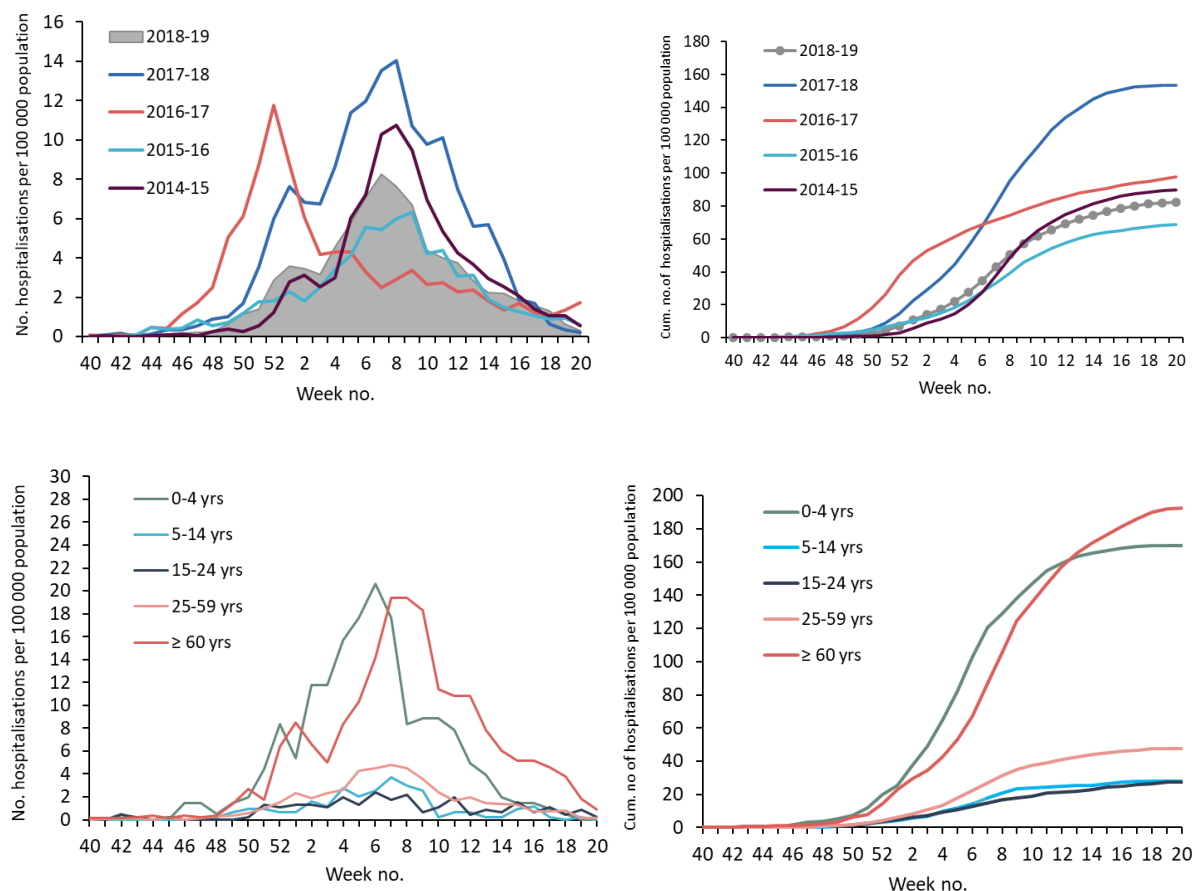 No. hospitalisations per 100 000 population
16
14
12
10
8
6
4
2
0
2018-19
2017-18
2016-17
2015-16
2014-15
40 42 44 46 48 50 52 2 4 6 8 10 12 14 16 18 20
Week no.
Cum. no.of hospitalisations per 100 000 population
180
160
140
120
100
80
60
40
20
0
2018-19
2017-18
2016-17
2015-16
2014-15
40 42 44 46 48 50 52 2 4 6 8 10 12 14 16 18 20
Week no.
No. hospitalisations per 100 000 population
30
28
26
24
22
20
18
16
14
12
10
8
6
4
2
0
0-4 yrs
5-14 yrs
15-24 yrs
25-59 yrs
≥ 60 yrs
40 42 44 46 48 50 52 2 4 6 8 10 12 14 16 18 20
Week no.
Cum. no of hospitalisations per 100 000 population
200
180
160
140
120
100
80
60
40
20
0
0-4 yrs
5-14 yrs
15-24 yrs
25-59 yrs
≥ 60 yrs
40 42 44 46 48 50 52 2 4 6 8 10 12 14 16 18 20
Week no.